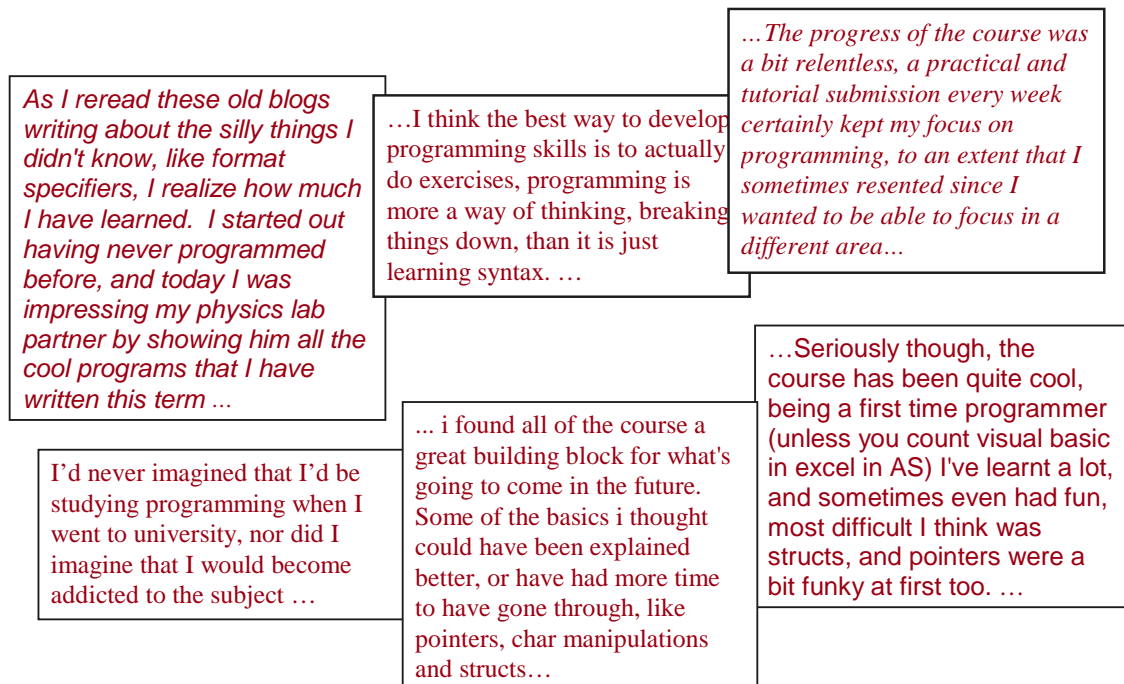 As I reread these old blogs
writing about the silly things I
didn't know, like format
specifiers, I realize how much
I have learned.  I started out
having never programmed
before, and today I was
impressing my physics lab
partner by showing him all the
cool programs that I have
written this term ...
…I think the best way to develop
programming skills is to actually
do exercises, programming is
more a way of thinking, breaking
things down, than it is just
learning syntax. …
…The progress of the course was
a bit relentless, a practical and
tutorial submission every week
certainly kept my focus on
programming, to an extent that I
sometimes resented since I
wanted to be able to focus in a
different area…
I’d never imagined that I’d be
studying programming when I
went to university, nor did I
imagine that I would become
addicted to the subject …
... i found all of the course a
great building block for what's
going to come in the future.
Some of the basics i thought
could have been explained
better, or have had more time
to have gone through, like
pointers, char manipulations
and structs…
…Seriously though, the
course has been quite cool,
being a first time programmer
(unless you count visual basic
in excel in AS) I've learnt a lot,
and sometimes even had fun,
most difficult I think was
structs, and pointers were a
bit funky at first too. …